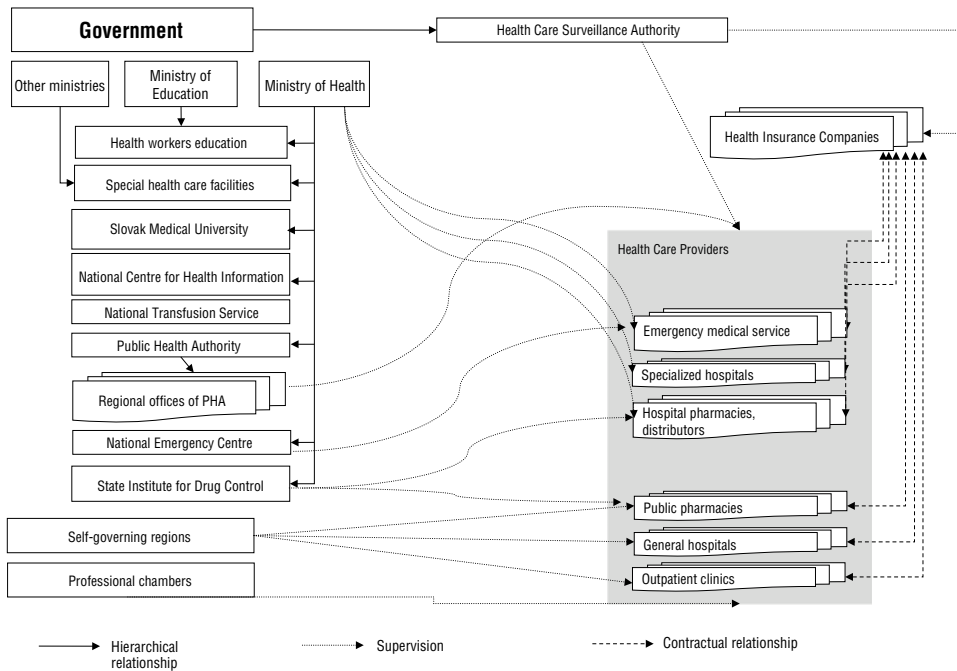 Government
Health Care Surveillance Authority
Other ministries
Ministry of
Education
Ministry of Health
Health workers education
Health Insurance Companies
Special health care facilities
Slovak Medical University
Health Care Providers
National Centre for Health Information
National Transfusion Service
Emergency medical service
Public Health Authority
Specialized hospitals
Regional offices of PHA
Hospital pharmacies,
distributors
National Emergency Centre
State Institute for Drug Control
Public pharmacies
Self-governing regions
General hospitals
Professional chambers
Outpatient clinics
Hierarchical
relationship
Supervision
Contractual relationship